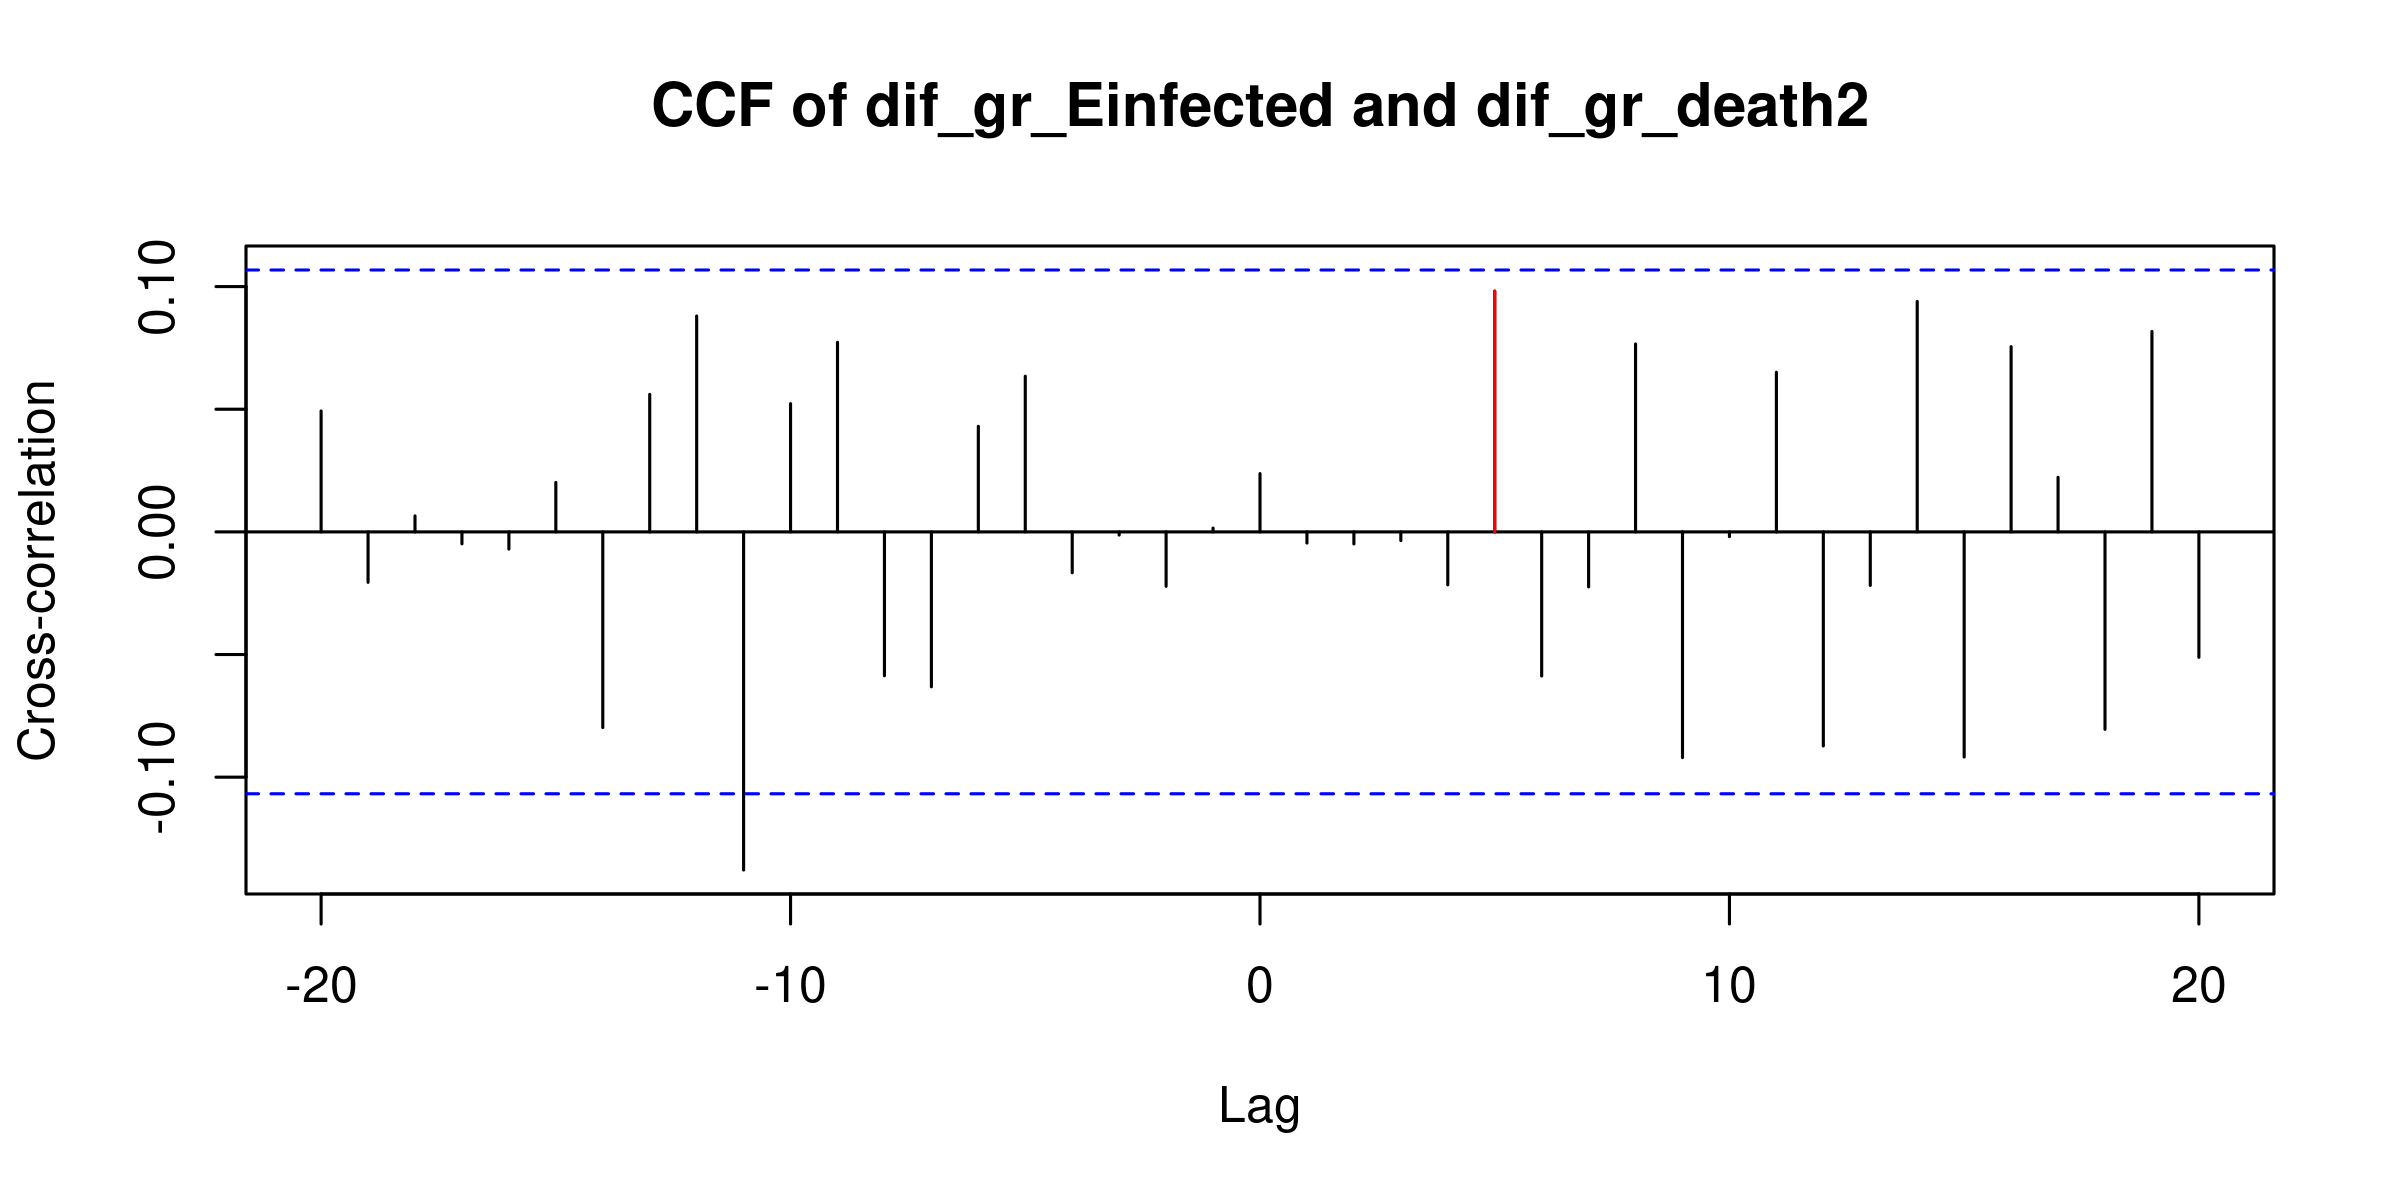 CCF of dif_gr_Einfected and dif_gr_death2
Cross-correlation
0.10
0.00
-0.10
-20 -10 0 10 20
Lag